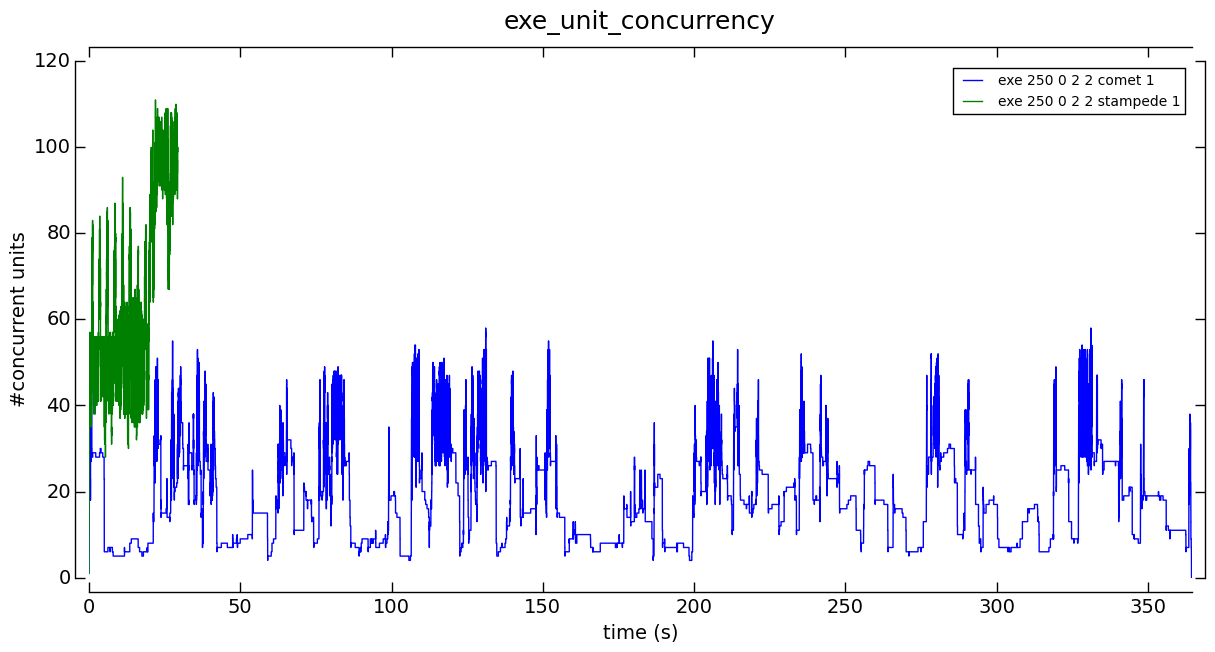 exe_unit_concurrency
exe 250 0 2 2 comet 1
exe 250 0 2 2 stampede 1
#concurrent units
120
100
80
60
40
20
0
0 50 100 150 200 250 300 350
time (s)